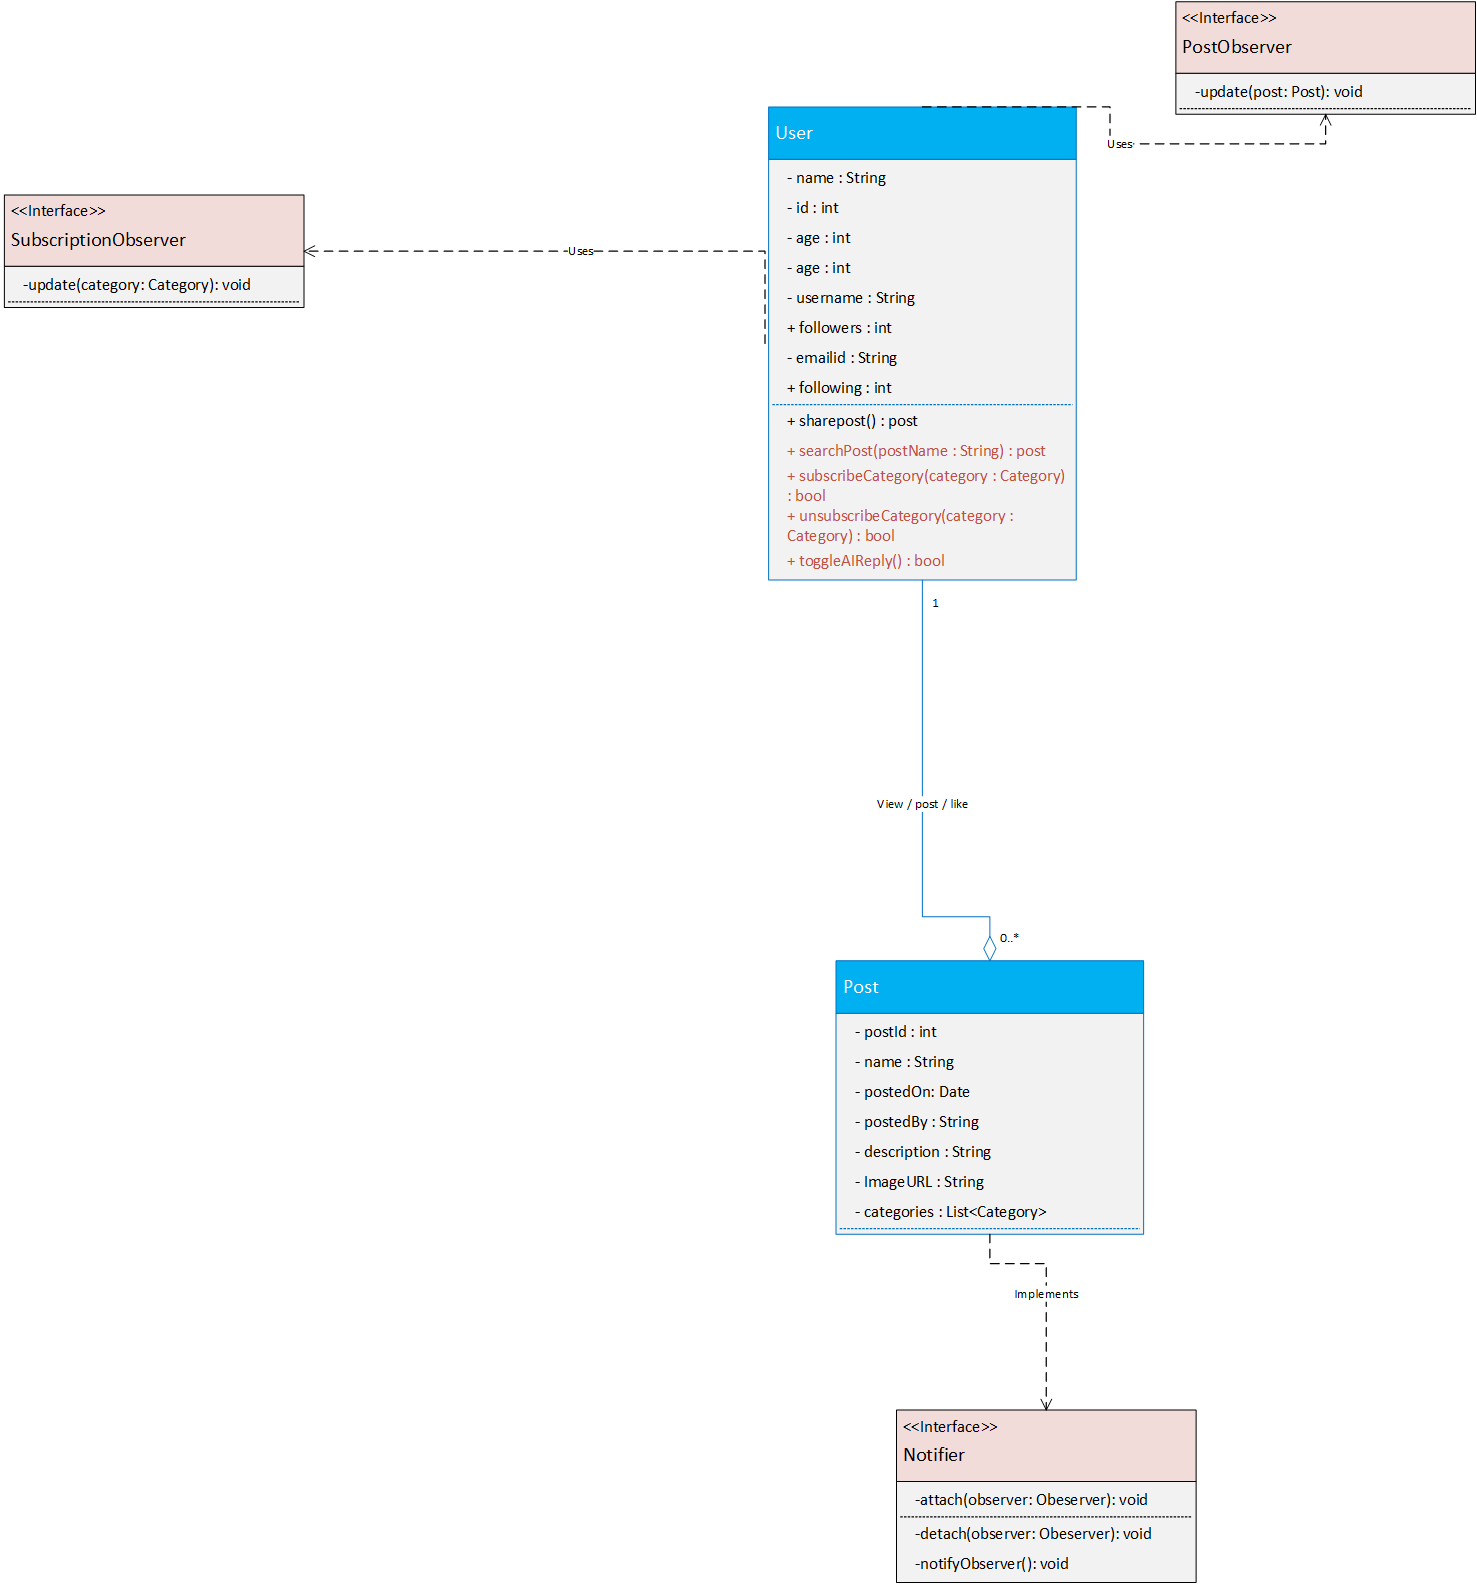 <<Interface>>
PostObserver
-update(post: Post): void
Uses
User
- name : String
- id : int
- age : int
- age : int
- username : String
+ followers : int
- emailid : String
+ following : int
+ sharepost() : post
+ searchPost(postName : String) : post
+ subscribeCategory(category : Category)
: bool
+ unsubscribeCategory(category :
Category) : bool
+ toggleAIReply() : bool
<<Interface>>
SubscriptionObserver
-update(category: Category): void
Uses
1
View / post / like
0..*
Post
- postId : int
- name : String
- postedOn: Date
- postedBy : String
- description : String
- ImageURL : String
- categories : List<Category>
Implements
<<Interface>>
Notifier
-attach(observer: Obeserver): void
-detach(observer: Obeserver): void
-notifyObserver(): void